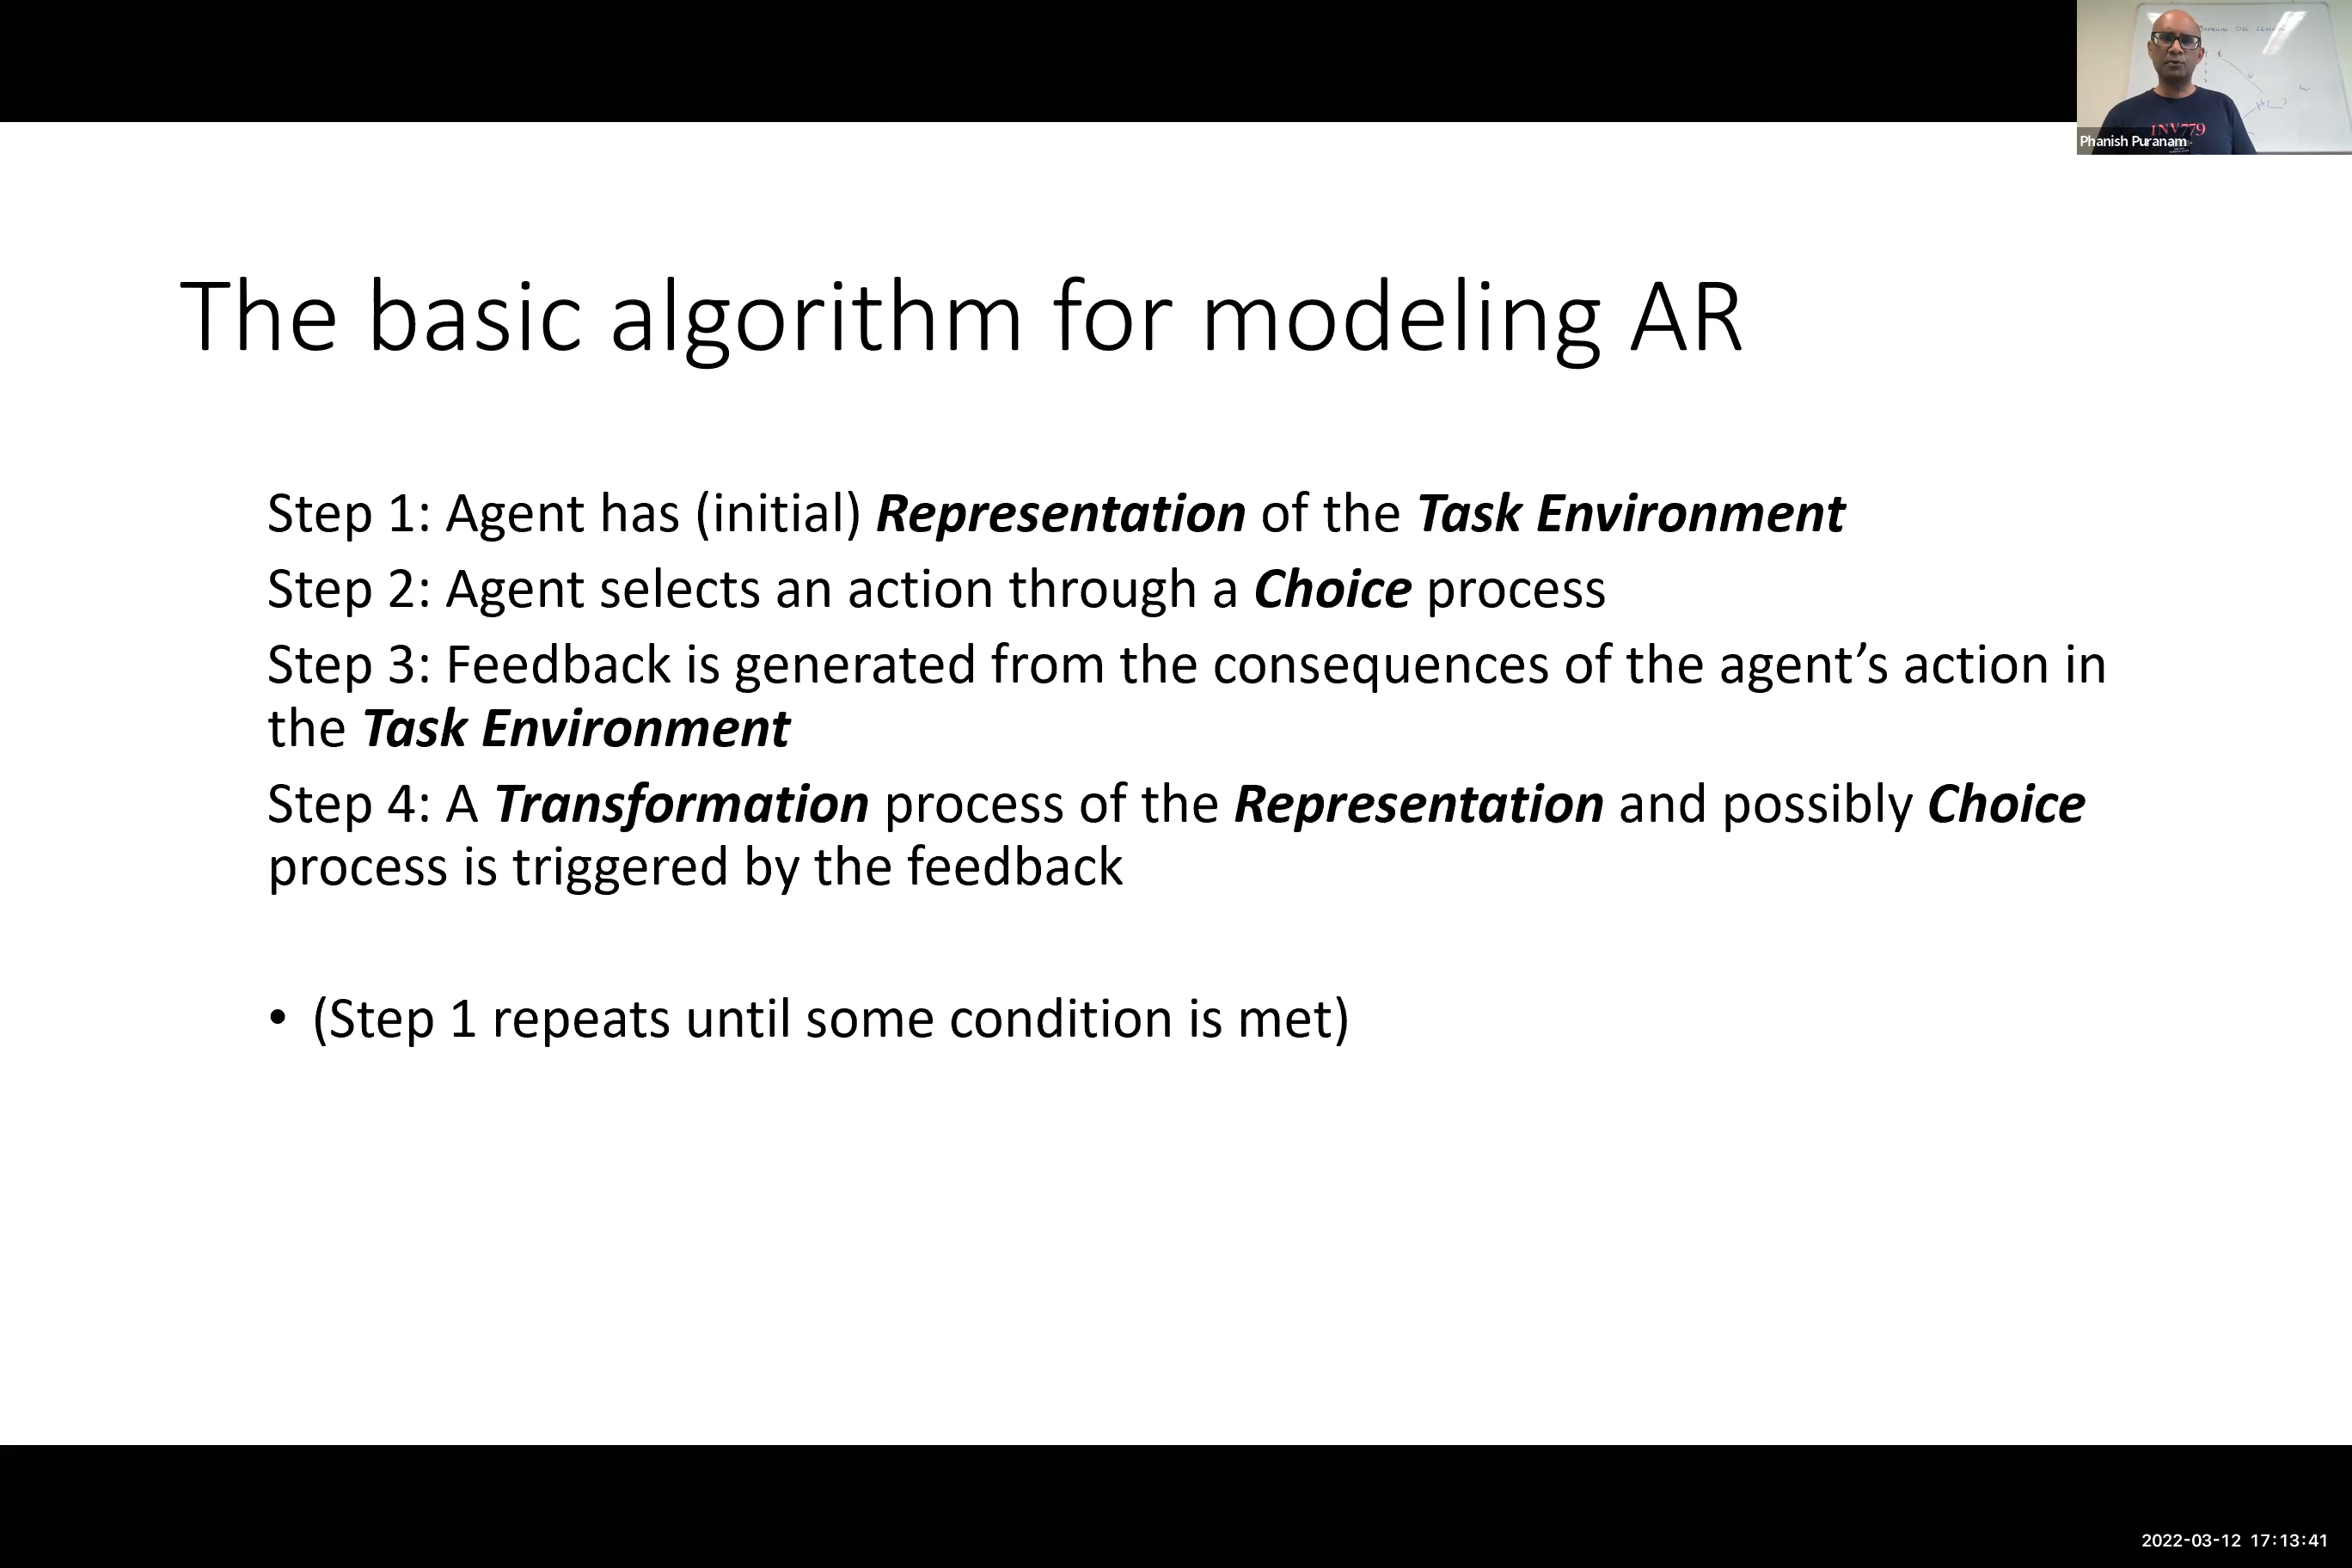 INV779
Phanish Puranam
The basic algorithm for modeling AR
Step 1: Agent has (initial) Representation of the Task Environment
Step 2: Agent selects an action through a Choice process
Step 3: Feedback is generated from the consequences of the agent’s action in
the Task Environment
Step 4: A Transformation process of the Representation and possibly Choice
process is triggered by the feedback
• (Step 1 repeats until some condition is met)
2022-03-12 17:13:41